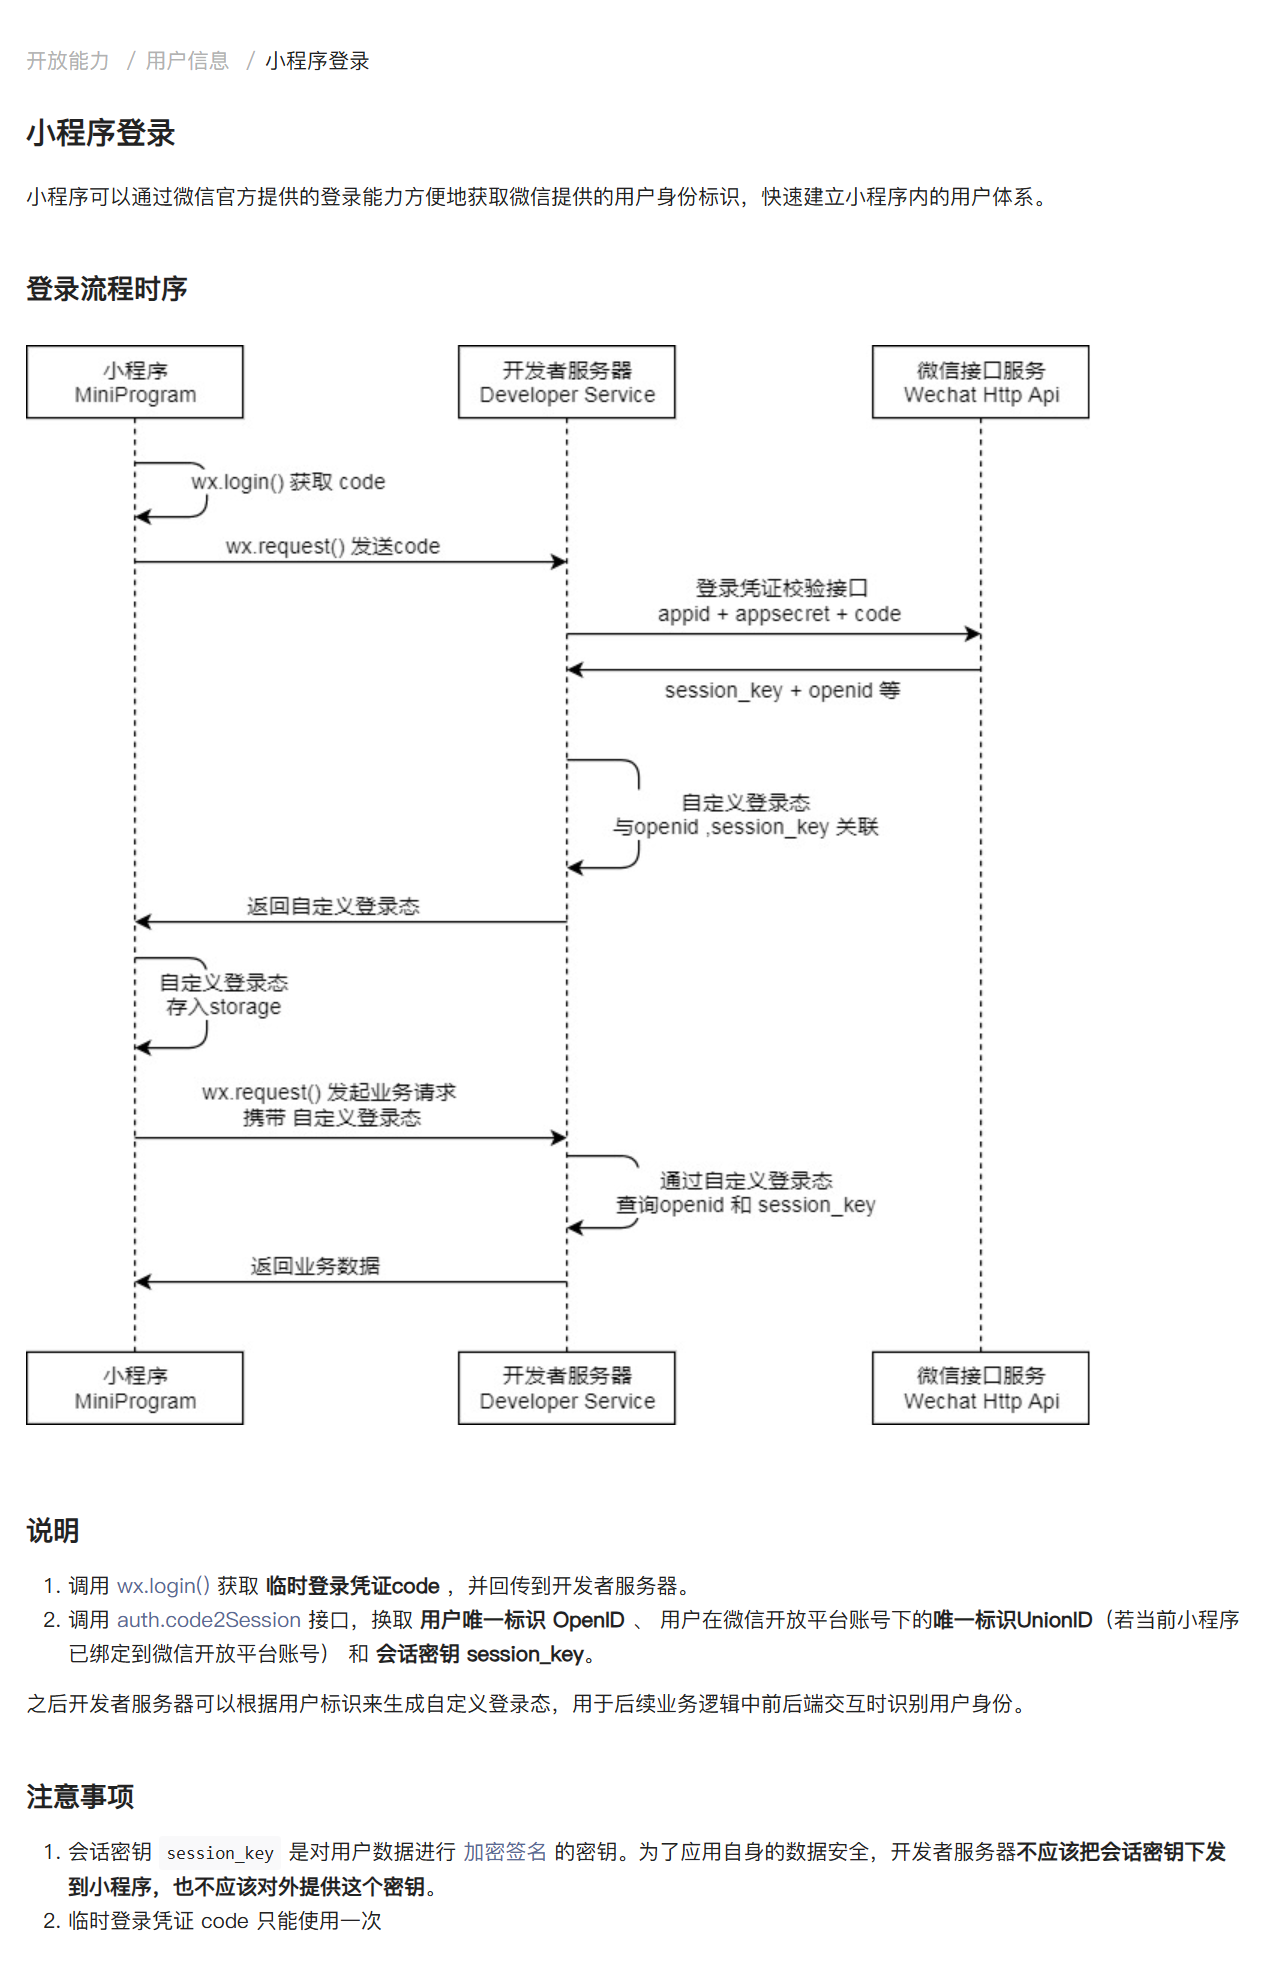 开放能力 / 用户信息 / 小程序登录
小程序登录
小程序可以通过微信官方提供的登录能力方便地获取微信提供的用户身份标识，快速建立小程序内的用户体系。
登录流程时序
小程序
MiniProgram
开发者服务器
Developer Service
微信接口服务
Wechat Http Api
wx.login() 获取 code
wx.request() 发送code
登录凭证校验接口
appid + appsecret + code
session_key + openid 等
自定义登录态
与openid ,session_key 关联
返回自定义登录态
自定义登录态
存入storage
wx.request() 发起业务请求
携带 自定义登录态
通过自定义登录态
查询openid 和 session_key
返回业务数据
小程序
MiniProgram
开发者服务器
Developer Service
微信接口服务
Wechat Http Api
说明
1. 调用 wx.login() 获取 临时登录凭证code ，并回传到开发者服务器。
2. 调用 auth.code2Session 接口，换取 用户唯一标识 OpenID 、 用户在微信开放平台账号下的唯一标识UnionID（若当前小程序
已绑定到微信开放平台账号） 和 会话密钥 session_key。
之后开发者服务器可以根据用户标识来生成自定义登录态，用于后续业务逻辑中前后端交互时识别用户身份。
注意事项
1. 会话密钥 session_key 是对用户数据进行 加密签名 的密钥。为了应用自身的数据安全，开发者服务器不应该把会话密钥下发
到小程序，也不应该对外提供这个密钥。
2. 临时登录凭证 code 只能使用一次